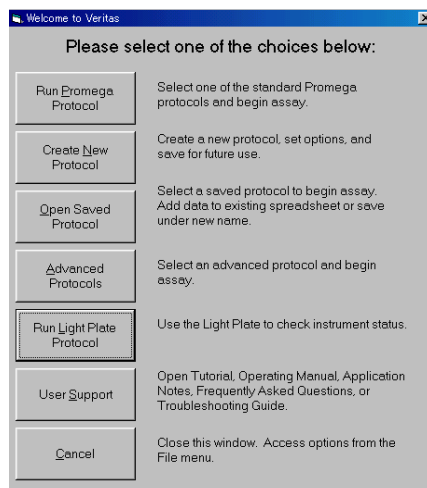 Welcome to Veritas
Please select one of the choices below:
Run Promega
Protocol
Select one of the standard Promega
protocols and begin assay.
Create New
Protocol
Create a new protocol, set options, and
save for future use.
Open Saved
Protocol
Select a saved protocol to begin assay.
Add data to existing spreadsheet or save
under new name.
Advanced
Protocols
Select an advanced protocol and begin
assay.
Run Light Plate
Protocol
Use the Light Plate to check instrument status.
User Support
Open Tutorial, Operating Manual, Application
Notes, Frequently Asked Questions, or
Troubleshooting Guide.
Cancel
Close this window. Access options from the
File menu.